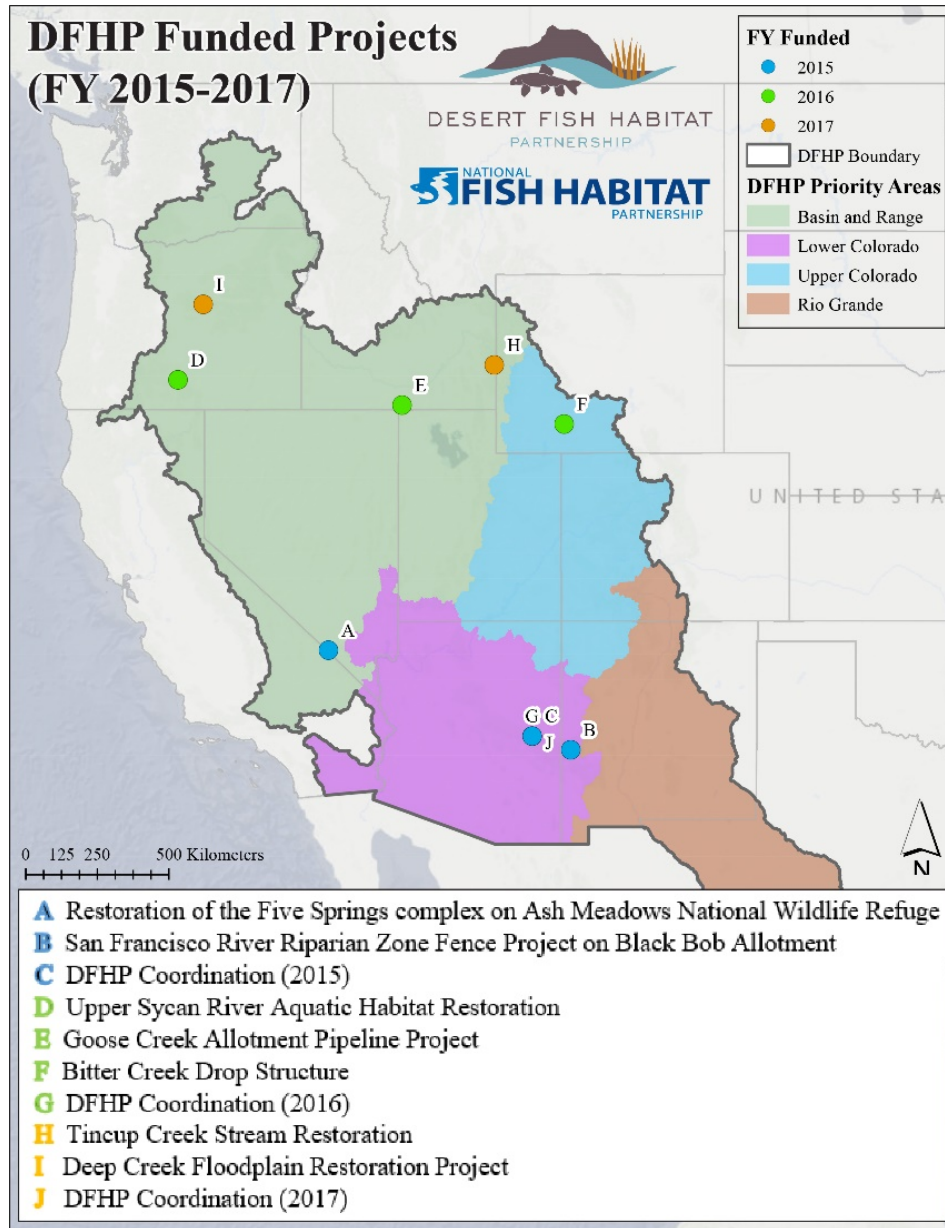 DFHP Funded Projects
(FY 2015-2017)
DESERT FISH HABITAT
PARTNERSHIP
NATIONAL
FISH HABITAT
PARTNERSHIP
FY Funded
2015
2016
2017
DFHP Boundary
DFHP Priority Areas
Basin and Range
Lower Colorado
Upper Colorado
Rio Grande
I
H
D
E
F
UNITED STA
A
G C
J
B
0 125 250 500 Kilometers
N
A Restoration of the Five Springs complex on Ash Meadows National Wildlife Refuge
B San Francisco River Riparian Zone Fence Project on Black Bob Allotment
C DFHP Coordination (2015)
D Upper Sycan River Aquatic Habitat Restoration
E Goose Creek Allotment Pipeline Project
F Bitter Creek Drop Structure
G DFHP Coordination (2016)
H Tincup Creek Stream Restoration
I Deep Creek Floodplain Restoration Project
J DFHP Coordination (2017)